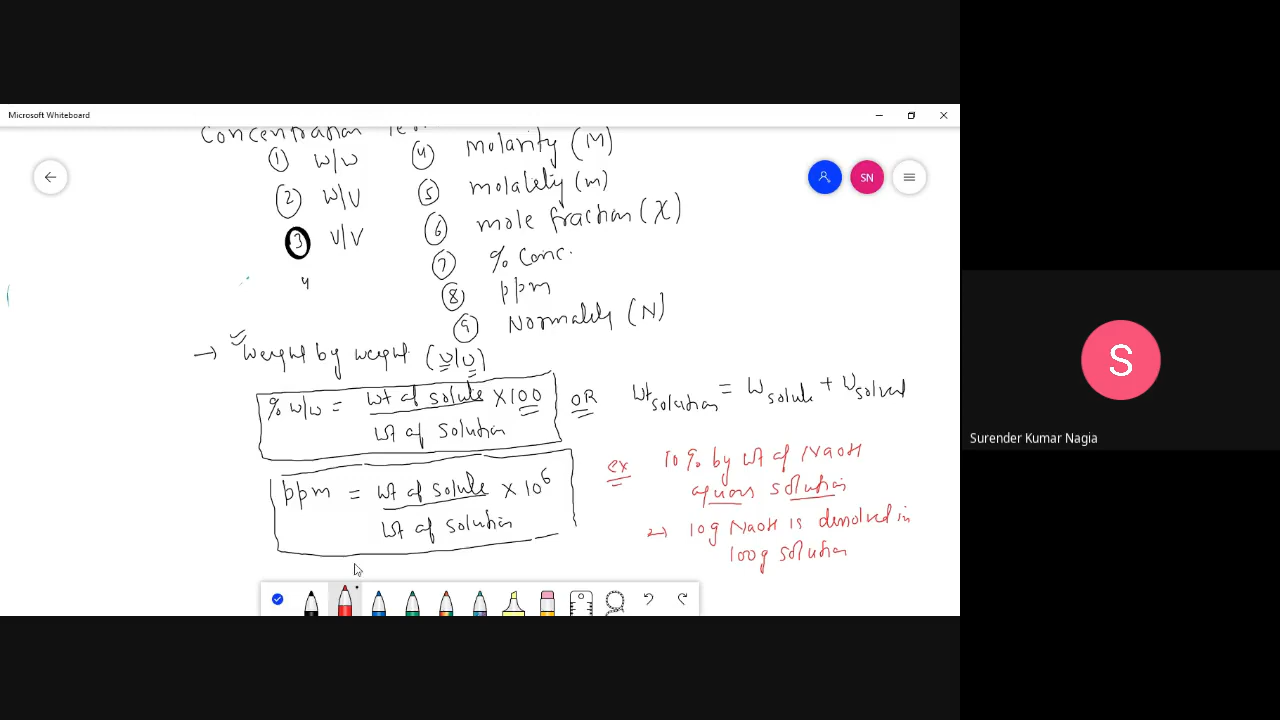 Microsoft Whiteboard
Concentration
① w/w
② w/v
③ v/v
4
④ molarity (M)
⑤ molality (m)
⑥ mole fraction (X)
⑦ % Conc.
⑧ ppm
⑨ Normality (N)
SN
→ Weight by weight (w/w)
% w/w = wt of solute × 100
wt of solution
OR
wt solution = w solute + w solvent
ppm = wt of solute × 10⁶
wt of solution
ex 10% by wt of NaOH
aqueous solution
→ 10g NaOH is dissolved in
100g solution
S
Surender Kumar Nagia